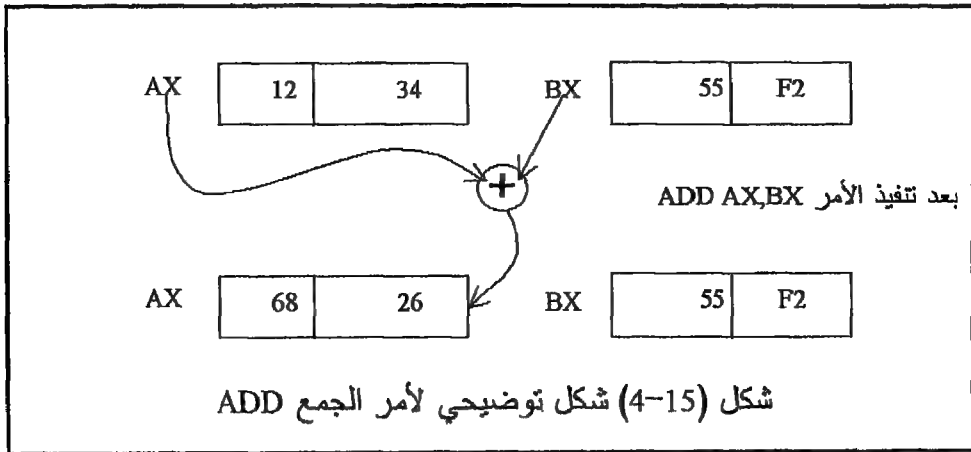 AX 12 34 BX 55 F2
+
بعد تنفيذ الأمر ADD AX,BX
AX 68 26 BX 55 F2
شكل (15-4) شكل توضيحي لأمر الجمع ADD